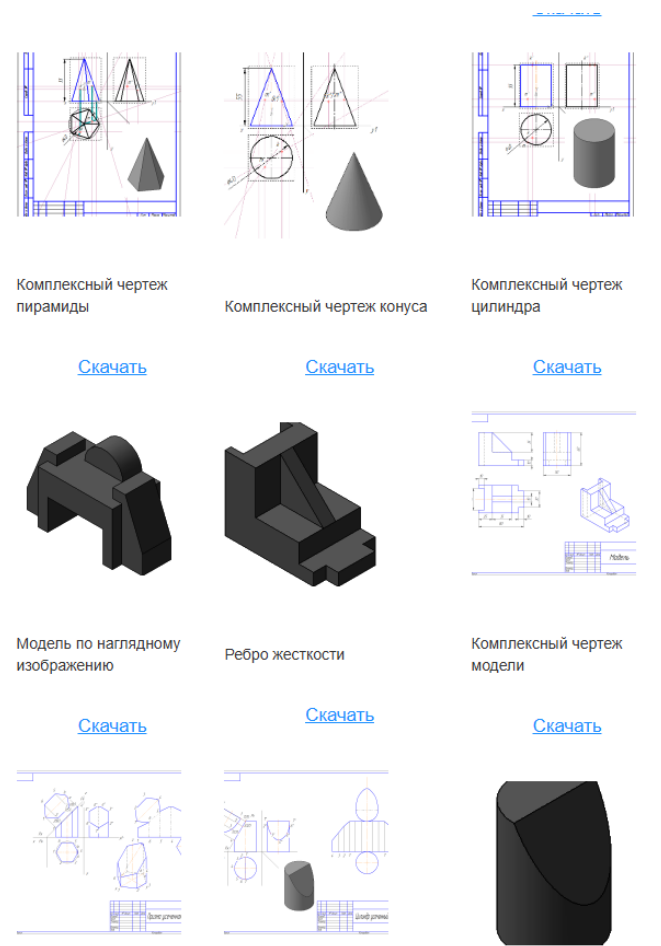 Комплексный чертеж
пирамиды
Комплексный чертеж конуса
Комплексный чертеж
цилиндра
Скачать
Скачать
Скачать
Модель по наглядному
изображению
Ребро жесткости
Комплексный чертеж
модели
Скачать
Скачать
Скачать